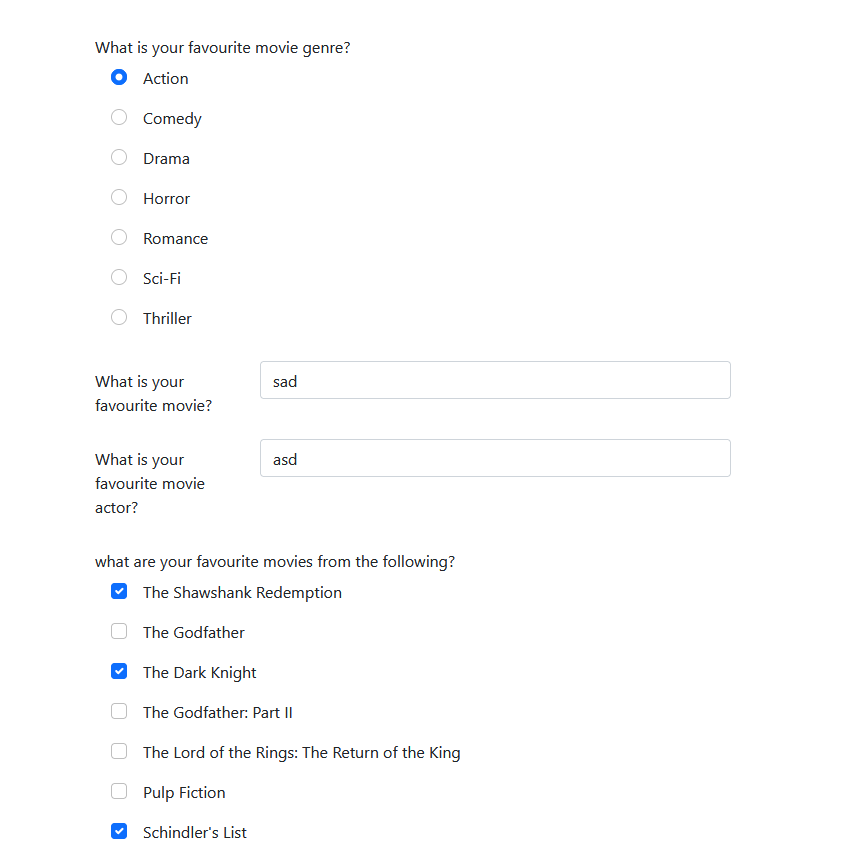 What is your favourite movie genre?
Action
Comedy
Drama
Horror
Romance
Sci-Fi
Thriller
What is your
favourite movie?
sad
What is your
favourite movie
actor?
asd
what are your favourite movies from the following?
The Shawshank Redemption
The Godfather
The Dark Knight
The Godfather: Part II
The Lord of the Rings: The Return of the King
Pulp Fiction
Schindler's List